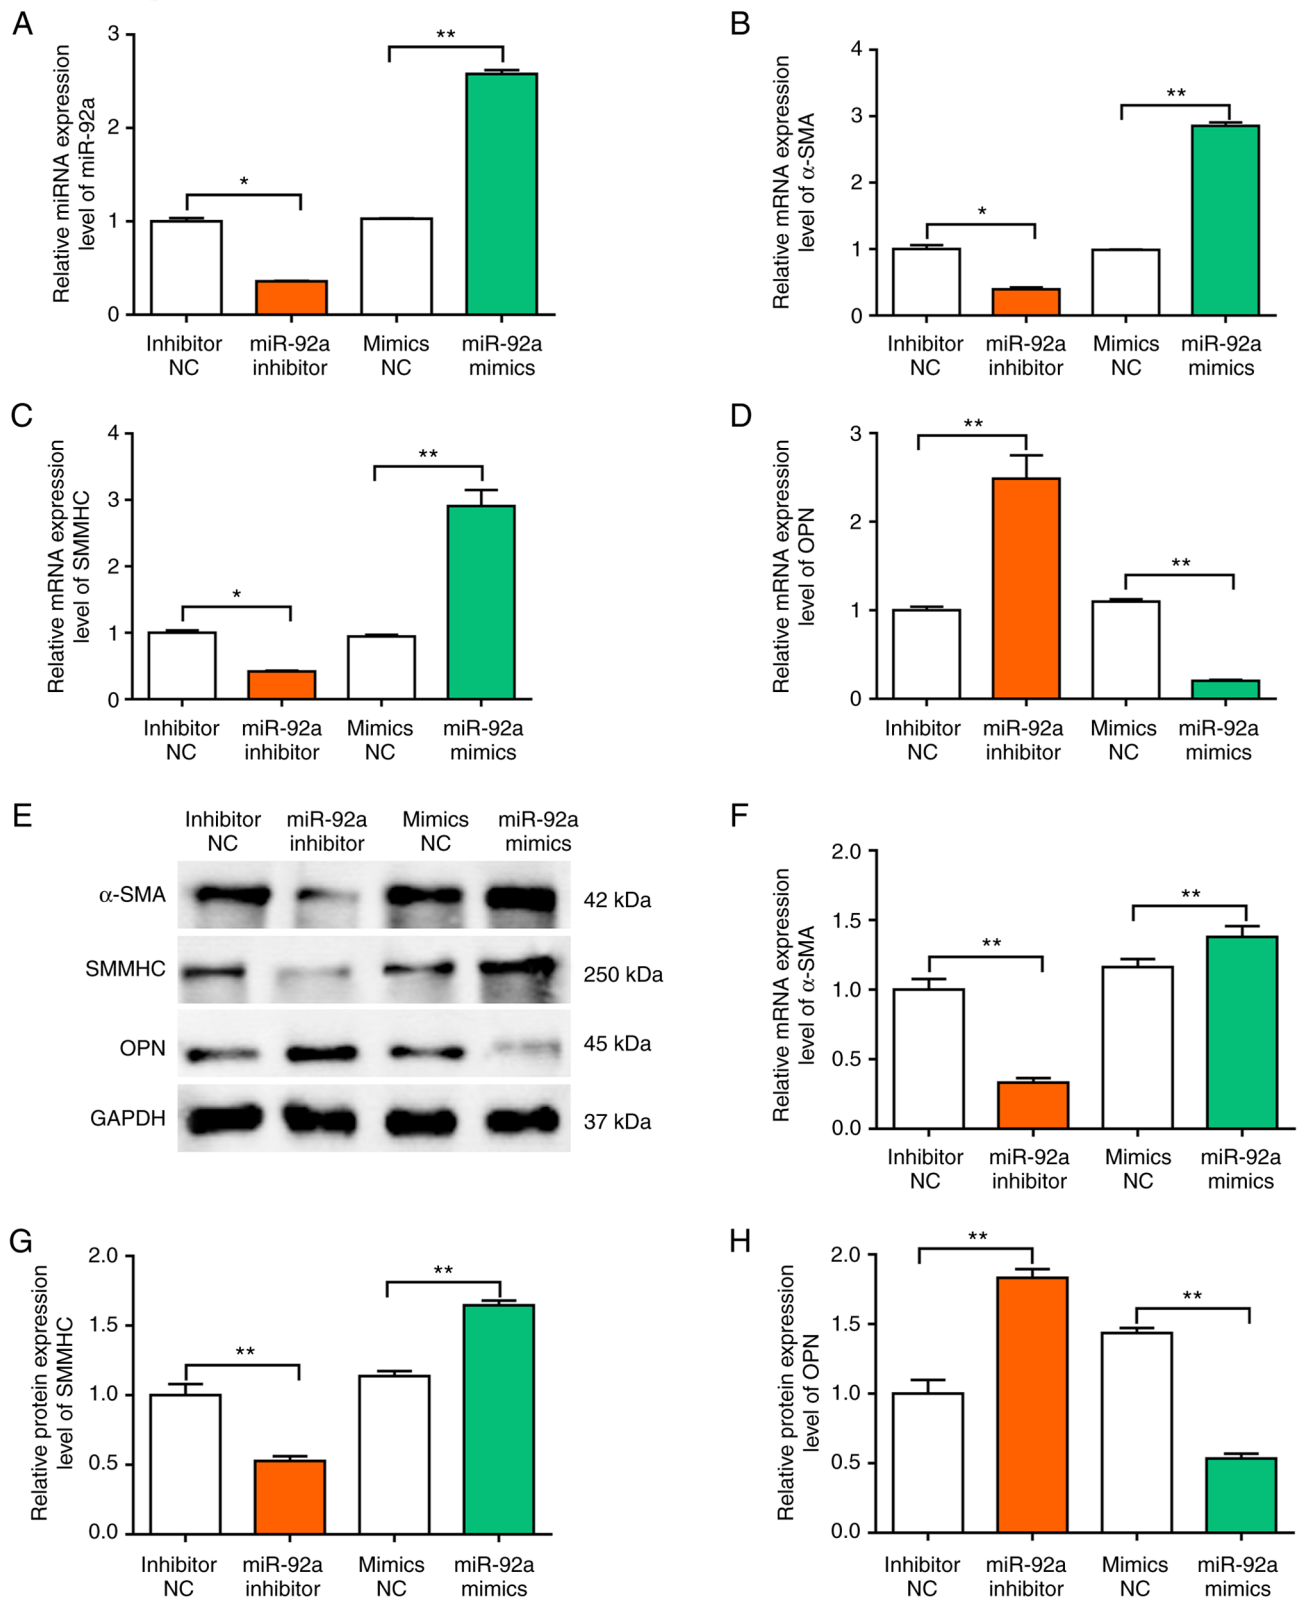 A
Relative miRNA expression
level of miR-92a
3
2
1
0
*
**
Inhibitor NC
miR-92a inhibitor
Mimics NC
miR-92a mimics
B
Relative mRNA expression
level of α-SMA
4
3
2
1
0
*
**
Inhibitor NC
miR-92a inhibitor
Mimics NC
miR-92a mimics
C
Relative mRNA expression
level of SMMHC
4
3
2
1
0
*
**
Inhibitor NC
miR-92a inhibitor
Mimics NC
miR-92a mimics
D
Relative mRNA expression
level of OPN
3
2
1
0
**
**
Inhibitor NC
miR-92a inhibitor
Mimics NC
miR-92a mimics
E
Inhibitor NC
miR-92a inhibitor
Mimics NC
miR-92a mimics
α-SMA 42 kDa
SMMHC 250 kDa
OPN 45 kDa
GAPDH 37 kDa
F
Relative mRNA expression
level of α-SMA
2.0
1.5
1.0
0.5
0.0
**
**
Inhibitor NC
miR-92a inhibitor
Mimics NC
miR-92a mimics
G
Relative protein expression
level of SMMHC
2.0
1.5
1.0
0.5
0.0
**
**
Inhibitor NC
miR-92a inhibitor
Mimics NC
miR-92a mimics
H
Relative protein expression
level of OPN
2.0
1.5
1.0
0.5
0.0
**
**
Inhibitor NC
miR-92a inhibitor
Mimics NC
miR-92a mimics